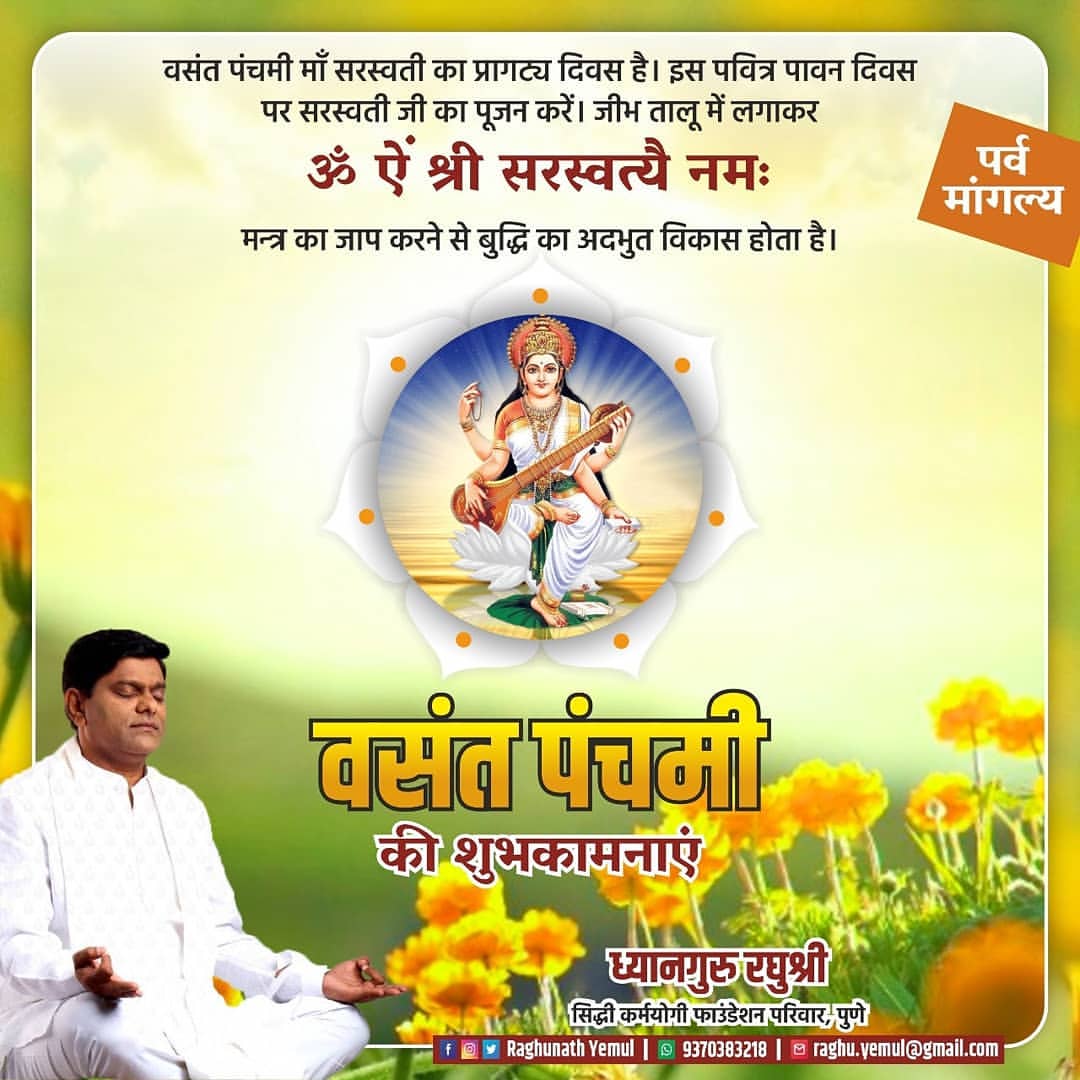 वसंत पंचमी माँ सरस्वती का प्रागट्य दिवस है। इस पवित्र पावन दिवस
पर सरस्वती जी का पूजन करें। जीभ तालू में लगाकर
ॐ ऐं श्री सरस्वत्यै नमः
मन्त्र का जाप करने से बुद्धि का अदभुत विकास होता है।
पर्व
मांगल्य
वसंत पंचमी
की शुभकामनाएं
ध्यानगुरु रघुश्री
सिद्धी कर्मयोगी फाउंडेशन परिवार, पुणे
Raghunath Yemul | 9370383218 | raghu.yemul@gmail.com